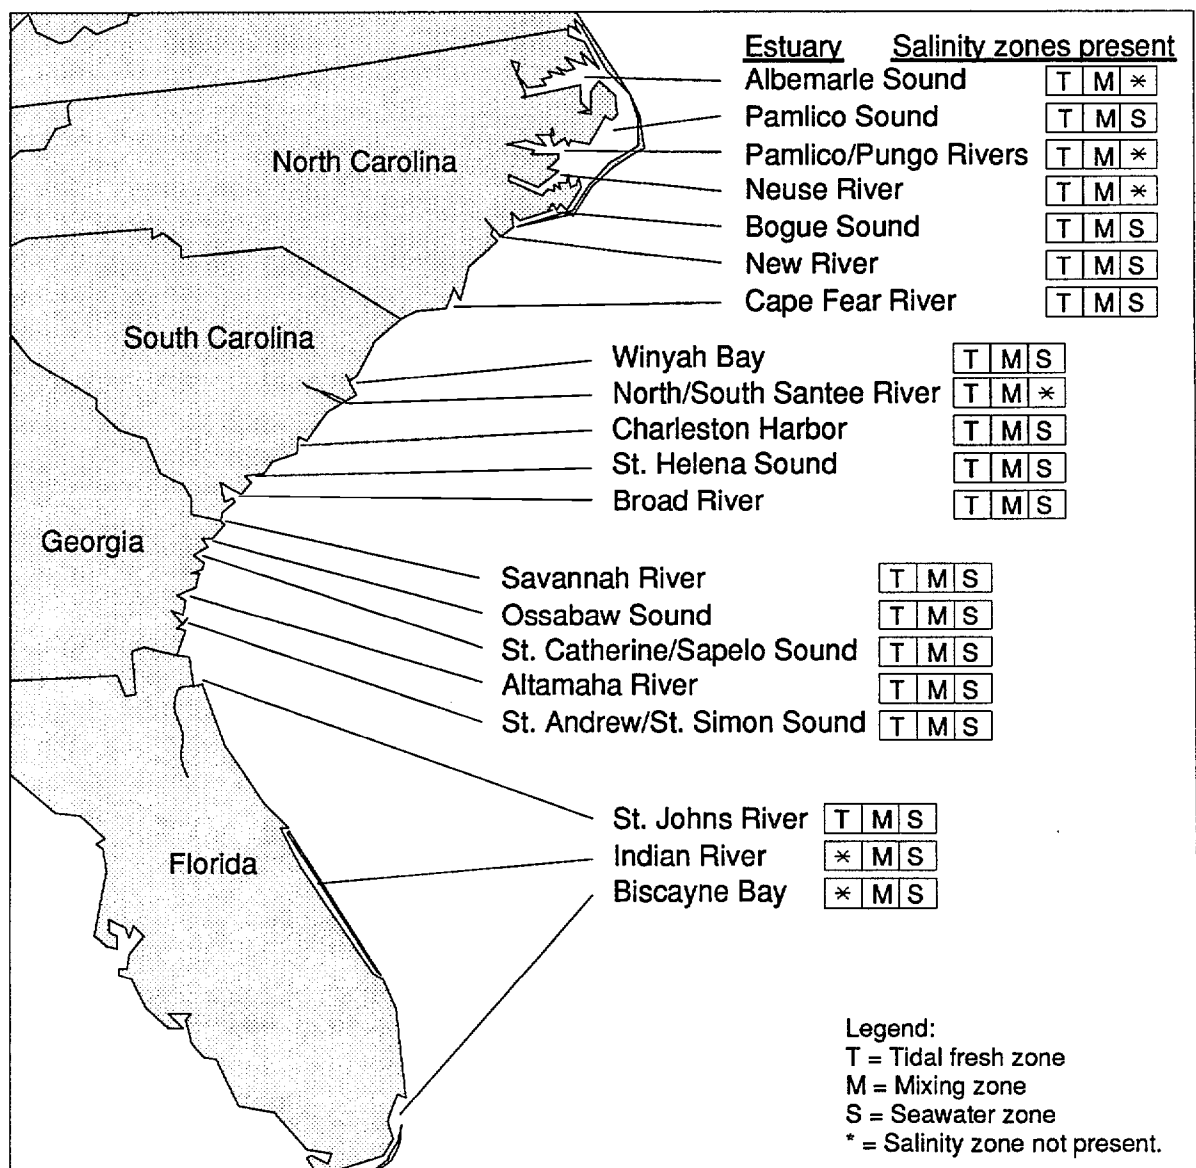 Estuary Salinity zones present
Albemarle Sound T M *
Pamlico Sound T M S
North Carolina
Pamlico/Pungo Rivers T M *
Neuse River T M *
Bogue Sound T M S
New River T M S
Cape Fear River T M S
South Carolina
Winyah Bay T M S
North/South Santee River T M *
Charleston Harbor T M S
St. Helena Sound T M S
Broad River T M S
Georgia
Savannah River T M S
Ossabaw Sound T M S
St. Catherine/Sapelo Sound T M S
Altamaha River T M S
St. Andrew/St. Simon Sound T M S
St. Johns River T M S
Florida
Indian River * M S
Biscayne Bay * M S
Legend:
T = Tidal fresh zone
M = Mixing zone
S = Seawater zone
* = Salinity zone not present.